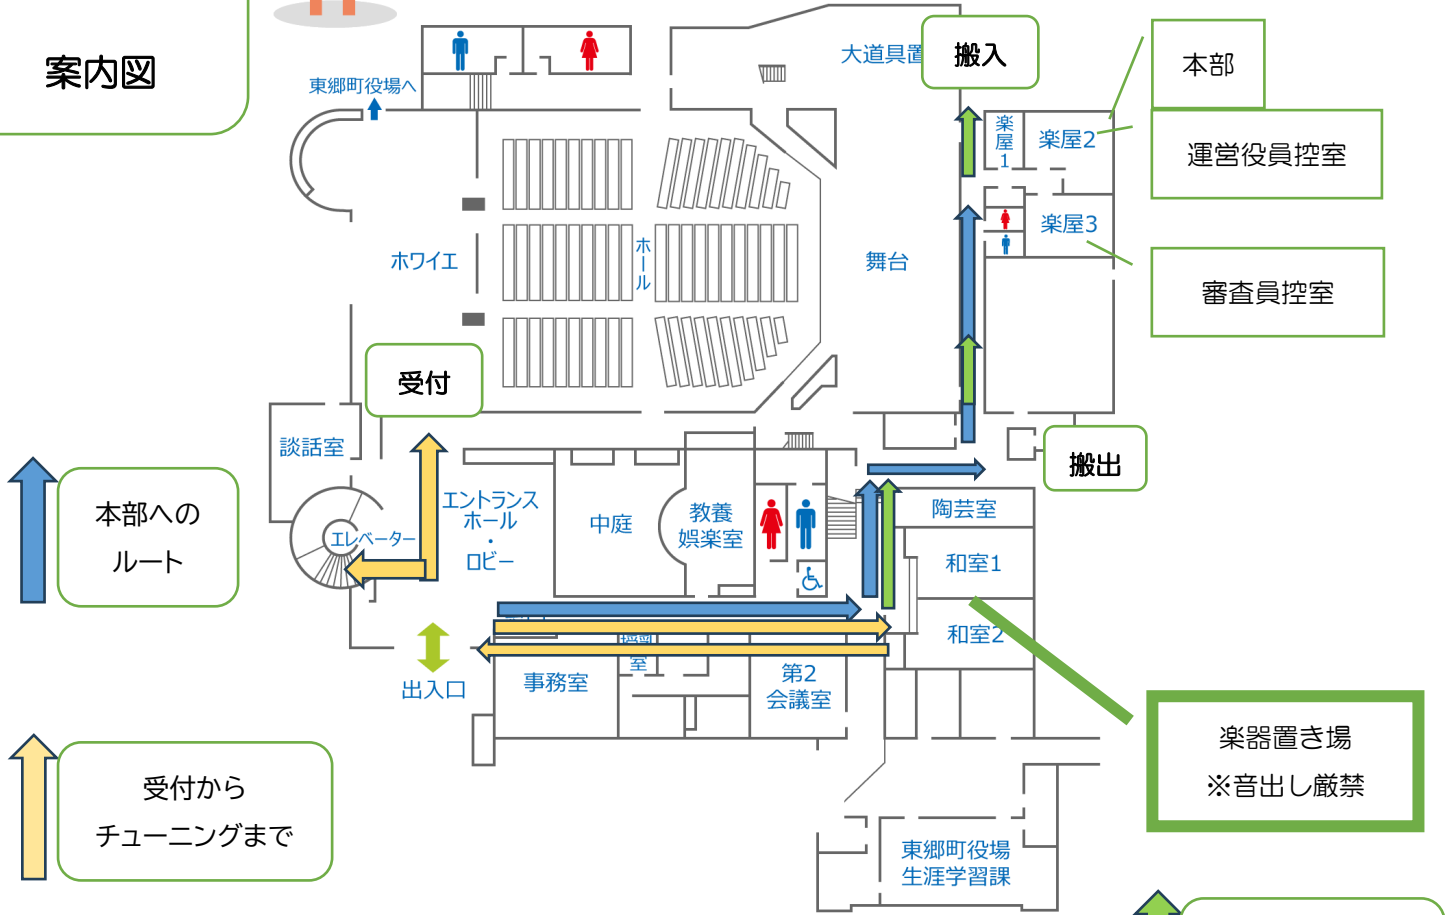 案内図
東郷町役場へ
大道具置
搬入
本部
運営役員控室
楽屋1
楽屋2
楽屋3
審査員控室
ホワイエ
ホール
舞台
受付
談話室
エレベーター
エントランス
ホール
・
ロビー
中庭
教養
娯楽室
搬出
陶芸室
和室1
和室2
本部への
ルート
出入口
事務室
室
第2
会議室
楽器置き場
※音出し厳禁
受付から
チューニングまで
東郷町役場
生涯学習課